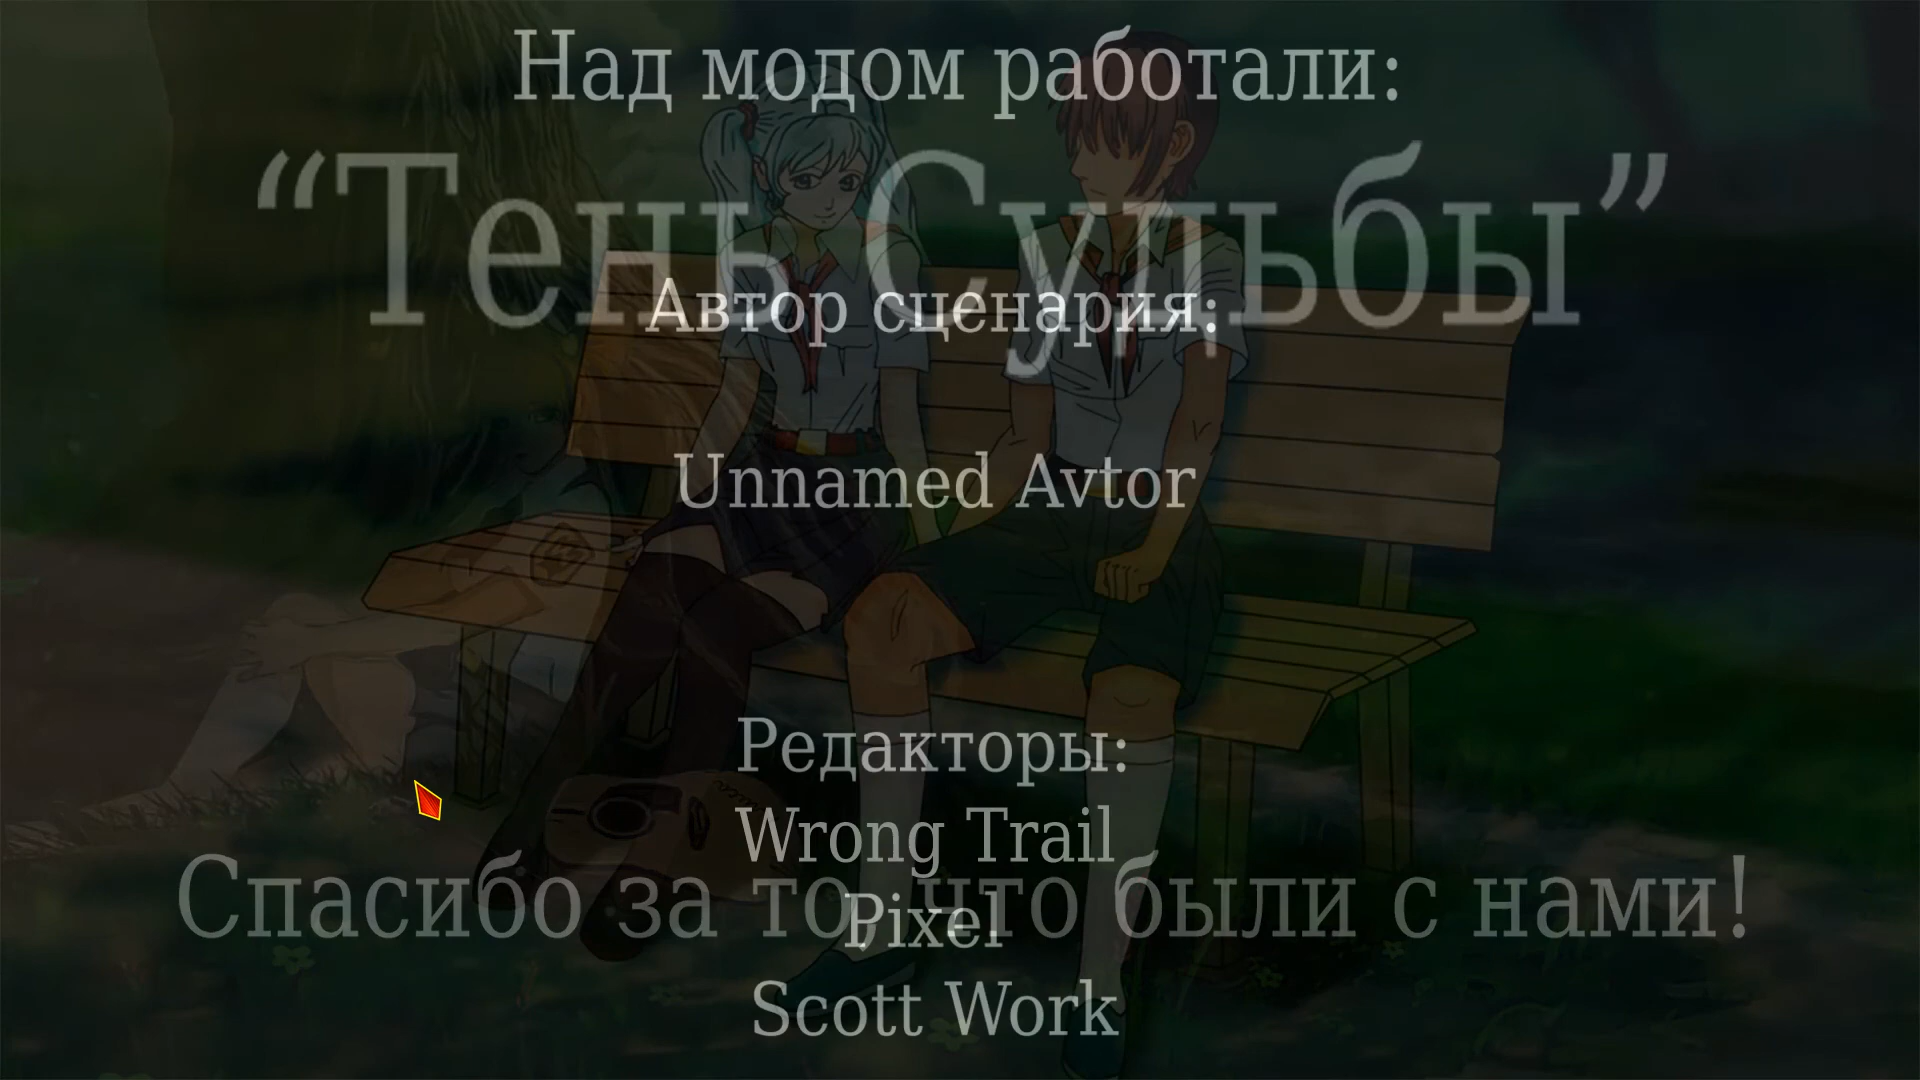 Над модом работали:
“Тень Судьбы”
Автор сценария:
Unnamed Avtor
Редакторы:
Wrong Trail
Спасибо за то, что были с нами!
Pixel
Scott Work